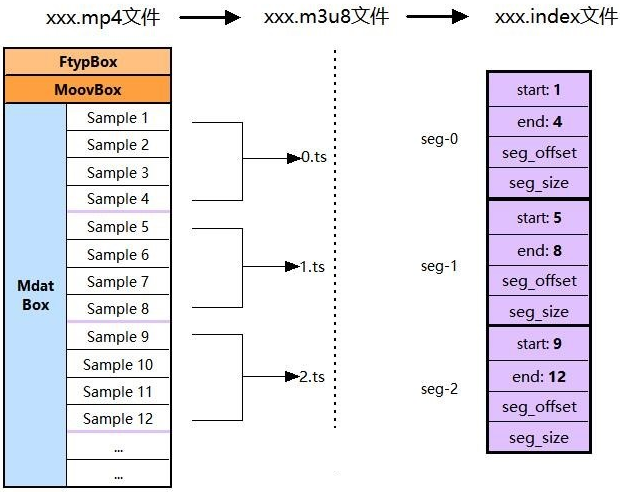 xxx.mp4文件
xxx.m3u8文件
xxx.index文件
FtypBox
MoovBox
Mdat
Box
Sample 1
Sample 2
Sample 3
Sample 4
Sample 5
Sample 6
Sample 7
Sample 8
Sample 9
Sample 10
Sample 11
Sample 12
...
...
0.ts
1.ts
2.ts
seg-0
start: 1
end: 4
seg_offset
seg_size
seg-1
start: 5
end: 8
seg_offset
seg_size
seg-2
start: 9
end: 12
seg_offset
seg_size